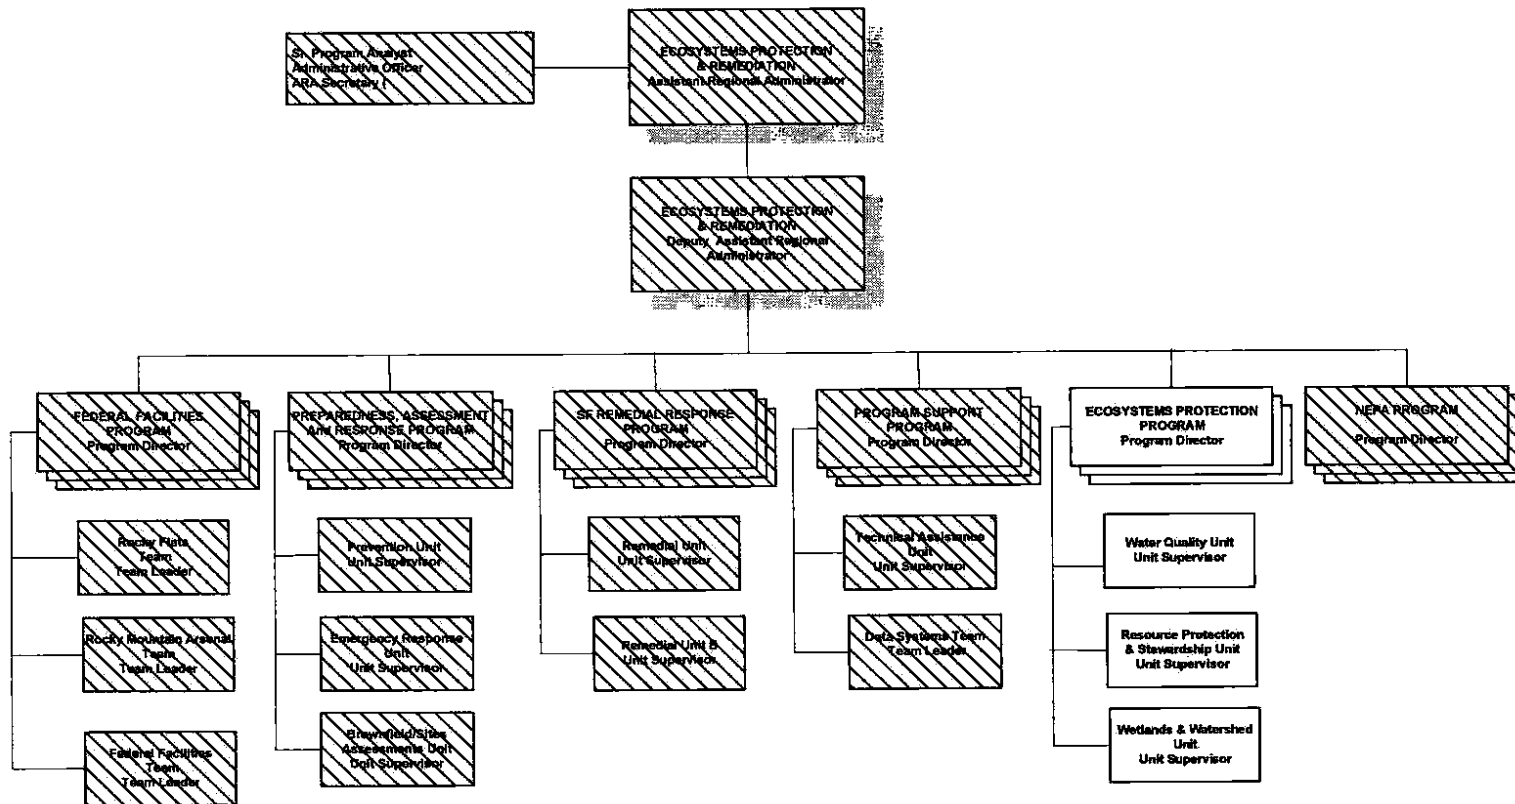 Sr. Program Analyst
Administrative Officer
ARA Secretary (
ECOSYSTEMS PROTECTION
& REMEDIATION
Assistant Regional Administrator
ECOSYSTEMS PROTECTION
& REMEDIATION
Deputy Assistant Regional
Administrator
FEDERAL FACILITIES
PROGRAM
Program Director
Rocky Flats
Team
Team Leader
Rocky Mountain Arsenal
Team
Team Leader
Federal Facilities
Team
Team Leader
PREPAREDNESS, ASSESSMENT
And RESPONSE PROGRAM
Program Director
Prevention Unit
Unit Supervisor
Emergency Response
Unit
Unit Supervisor
Brownfield/Sites
Assessments Unit
Unit Supervisor
SF REMEDIAL RESPONSE
PROGRAM
Program Director
Remedial Unit
Unit Supervisor
Remedial Unit B
Unit Supervisor
PROGRAM SUPPORT
PROGRAM
Program Director
Technical Assistance
Unit
Unit Supervisor
Data Systems Team
Team Leader
ECOSYSTEMS PROTECTION
PROGRAM
Program Director
Water Quality Unit
Unit Supervisor
Resource Protection
& Stewardship Unit
Unit Supervisor
Wetlands & Watershed
Unit
Unit Supervisor
NEPA PROGRAM
Program Director